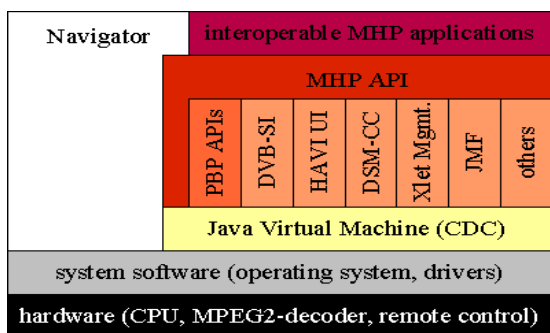 Navigator
interoperable MHP applications
MHP API
PBP APIs
DVB-SI
HAVI UI
DSM-CC
Xlet Mgmt.
JMF
others
Java Virtual Machine (CDC)
system software (operating system, drivers)
hardware (CPU, MPEG2-decoder, remote control)